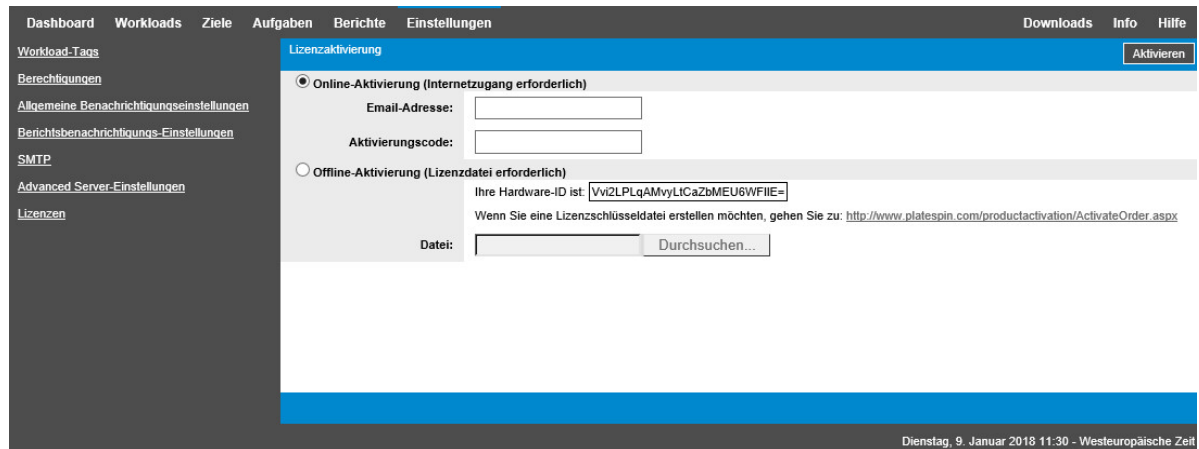 Dashboard Workloads Ziele Aufgaben Berichte Einstellungen Downloads Info Hilfe
Workload-Tags
Berechtigungen
Allgemeine Benachrichtigungseinstellungen
Berichtsbenachrichtigungs-Einstellungen
SMTP
Advanced Server-Einstellungen
Lizenzen
Lizenzaktivierung Aktivieren
Online-Aktivierung (Internetzugang erforderlich)
Email-Adresse:
Aktivierungscode:
Offline-Aktivierung (Lizenzdatei erforderlich)
Ihre Hardware-ID ist: Vvi2LPLqAMvyLtCaZbMEU6WFIlE=
Wenn Sie eine Lizenzschlüsseldatei erstellen möchten, gehen Sie zu: http://www.platespin.com/productactivation/ActivateOrder.aspx
Datei: Durchsuchen...
Dienstag, 9. Januar 2018 11:30 - Westeuropäische Zeit